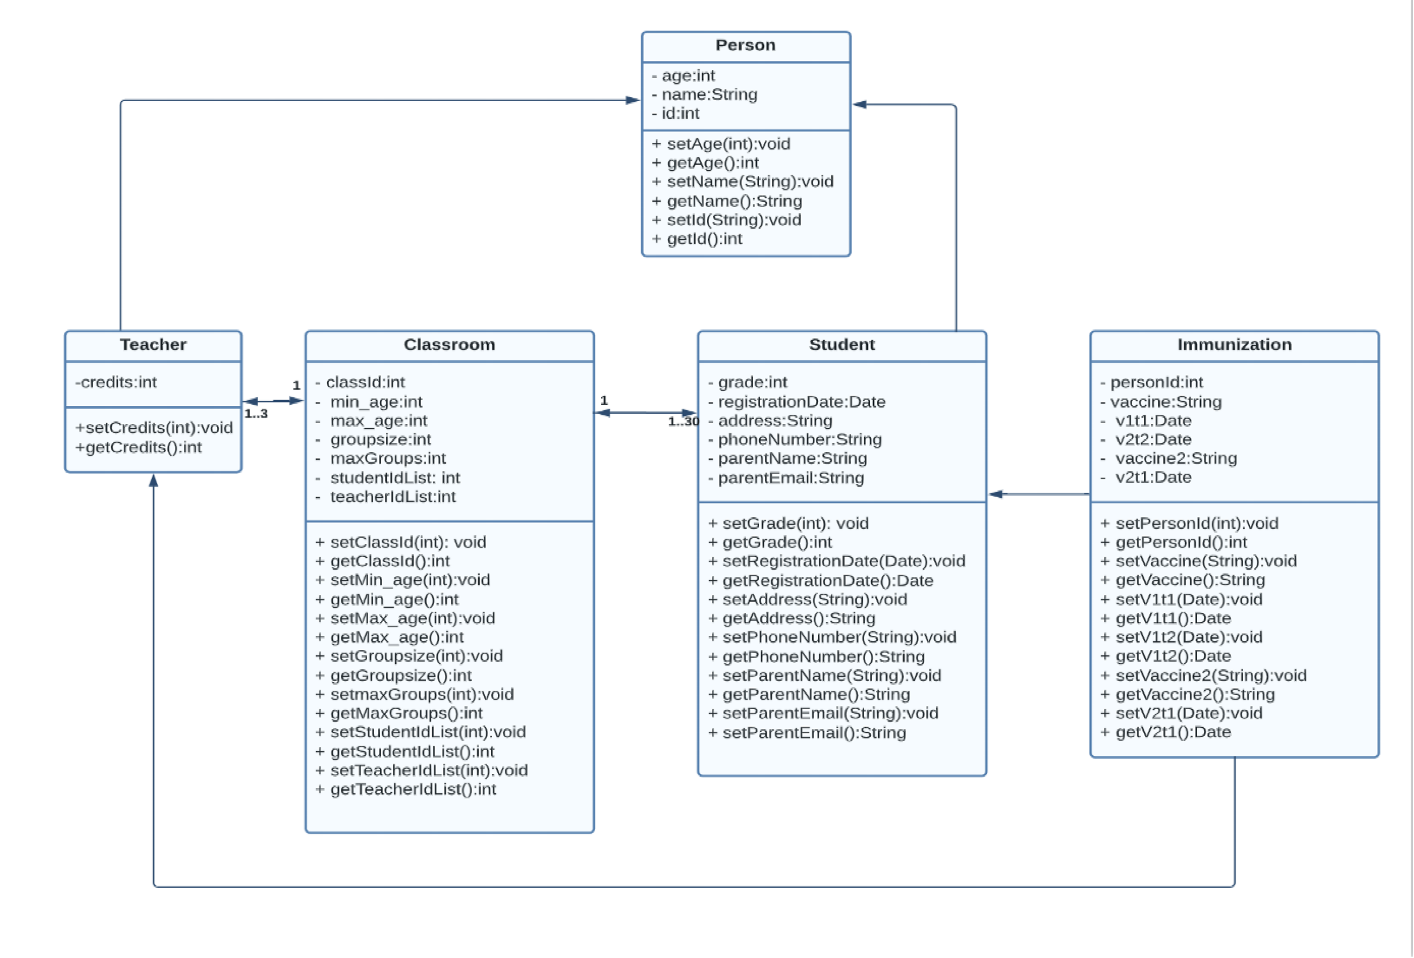 Person
- age:int
- name:String
- id:int
+ setAge(int):void
+ getAge():int
+ setName(String):void
+ getName():String
+ setId(String):void
+ getId():int
Teacher
-credits:int
+setCredits(int):void
+getCredits():int
1
1..3
Classroom
- classId:int
- min_age:int
- max_age:int
- groupsize:int
- maxGroups:int
- studentIdList: int
- teacherIdList:int
+ setClassId(int): void
+ getClassId():int
+ setMin_age(int):void
+ getMin_age():int
+ setMax_age(int):void
+ getMax_age():int
+ setGroupsize(int):void
+ getGroupsize():int
+ setmaxGroups(int):void
+ getMaxGroups():int
+ setStudentIdList(int):void
+ getStudentIdList():int
+ setTeacherIdList(int):void
+ getTeacherIdList():int
1
1..30
Student
- grade:int
- registrationDate:Date
- address:String
- phoneNumber:String
- parentName:String
- parentEmail:String
+ setGrade(int): void
+ getGrade():int
+ setRegistrationDate(Date):void
+ getRegistrationDate():Date
+ setAddress(String):void
+ getAddress():String
+ setPhoneNumber(String):void
+ getPhoneNumber():String
+ setParentName(String):void
+ getParentName():String
+ setParentEmail(String):void
+ setParentEmail():String
Immunization
- personId:int
- vaccine:String
- v1t1:Date
- v2t2:Date
- vaccine2:String
- v2t1:Date
+ setPersonId(int):void
+ getPersonId():int
+ setVaccine(String):void
+ getVaccine():String
+ setV1t1(Date):void
+ getV1t1():Date
+ setV1t2(Date):void
+ getV1t2():Date
+ setVaccine2(String):void
+ getVaccine2():String
+ setV2t1(Date):void
+ getV2t1():Date